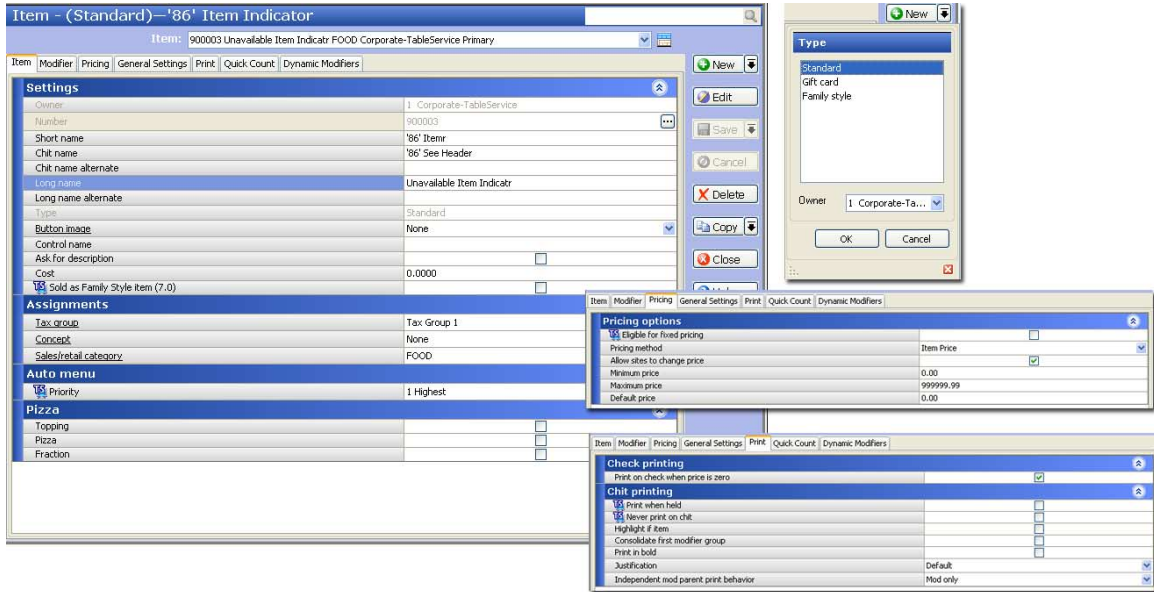 Item - (Standard)—'86' Item Indicator
Item: 900003 Unavailable Item Indicatr FOOD Corporate-TableService Primary
Item Modifier Pricing General Settings Print Quick Count Dynamic Modifiers
Settings
Owner 1 Corporate-TableService
Number 900003
Short name '86' Itemr
Chit name '86' See Header
Chit name alternate
Long name Unavailable Item Indicatr
Long name alternate
Type Standard
Button image None
Control name
Ask for description
Cost 0.0000
TS Sold as Family Style item (7.0)
Assignments
Tax group Tax Group 1
Concept None
Sales/retail category FOOD
Auto menu
TS Priority 1 Highest
Pizza
Topping
Pizza
Fraction
New
Edit
Save
Cancel
Delete
Copy
Close
New
Type
Standard
Gift card
Family style
Owner 1 Corporate-Ta...
OK Cancel
Item Modifier Pricing General Settings Print Quick Count Dynamic Modifiers
Pricing options
TS Eligible for fixed pricing
Pricing method Item Price
Allow sites to change price
Minimum price 0.00
Maximum price 999999.99
Default price 0.00
Item Modifier Pricing General Settings Print Quick Count Dynamic Modifiers
Check printing
Print on check when price is zero
Chit printing
TS Print when held
TS Never print on chit
Highlight if item
Consolidate first modifier group
Print in bold
Justification Default
Independent mod parent print behavior Mod only